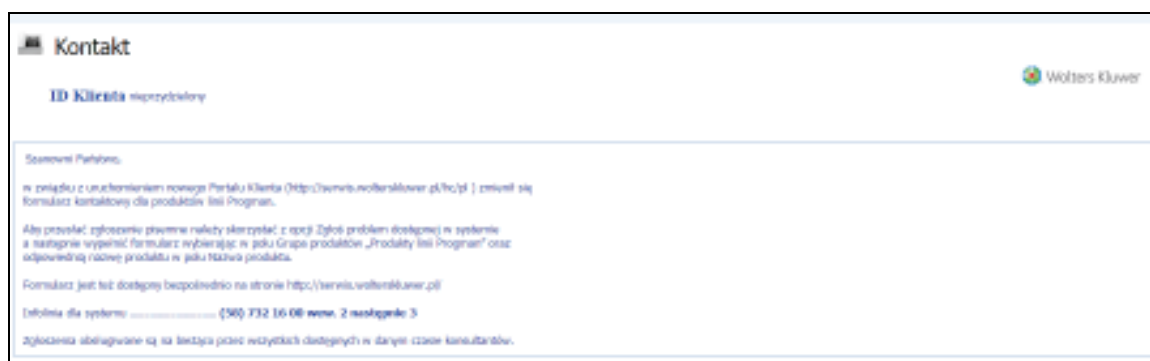 Kontakt
Wolters Kluwer
ID Klienta nieprzydzielony
Szanowni Państwo,
w związku z uruchomieniem nowego Portalu Klienta (http://serwis.wolterskluwer.pl/hc/pl ) zmienił się
formularz kontaktowy dla produktów linii Progman.
Aby przesłać zgłoszenie pisemne należy skorzystać z opcji Zgłoś problem dostępnej w systemie
a następnie wypełnić formularz wybierając w polu Grupa produktów „Produkty linii Progman" oraz
odpowiednią nazwę produktu w polu Nazwa produktu.
Formularz jest też dostępny bezpośrednio na stronie http://serwis.wolterskluwer.pl/
Infolinia dla systemu ........................ (58) 732 16 00 wew. 2 następnie 3
Zgłoszenia obsługiwane są na bieżąco przez wszystkich dostępnych w danym czasie konsultantów.